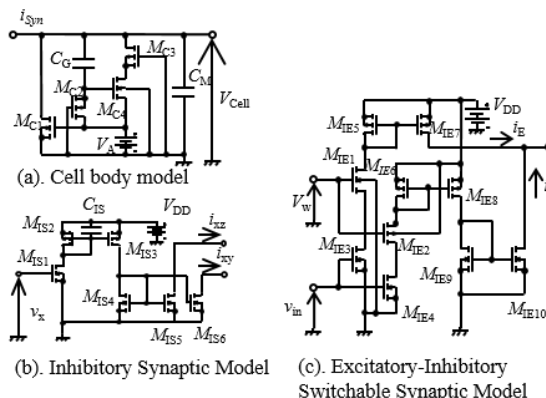 i_Syn
M_C3
C_G
C_M
M_C2
V_Cell
M_C1
M_C4
V_A
(a). Cell body model
C_IS
V_DD
M_IS2
i_xz
M_IS3
i_xy
M_IS1
v_x
M_IS4
M_IS5 M_IS6
(b). Inhibitory Synaptic Model
V_DD
M_IE5
M_IE7
i_E
M_IE1 M_IE6
V_w
M_IE8
M_IE3
M_IE2
v_in
M_IE9
M_IE4
M_IE10
(c). Excitatory-Inhibitory
Switchable Synaptic Model